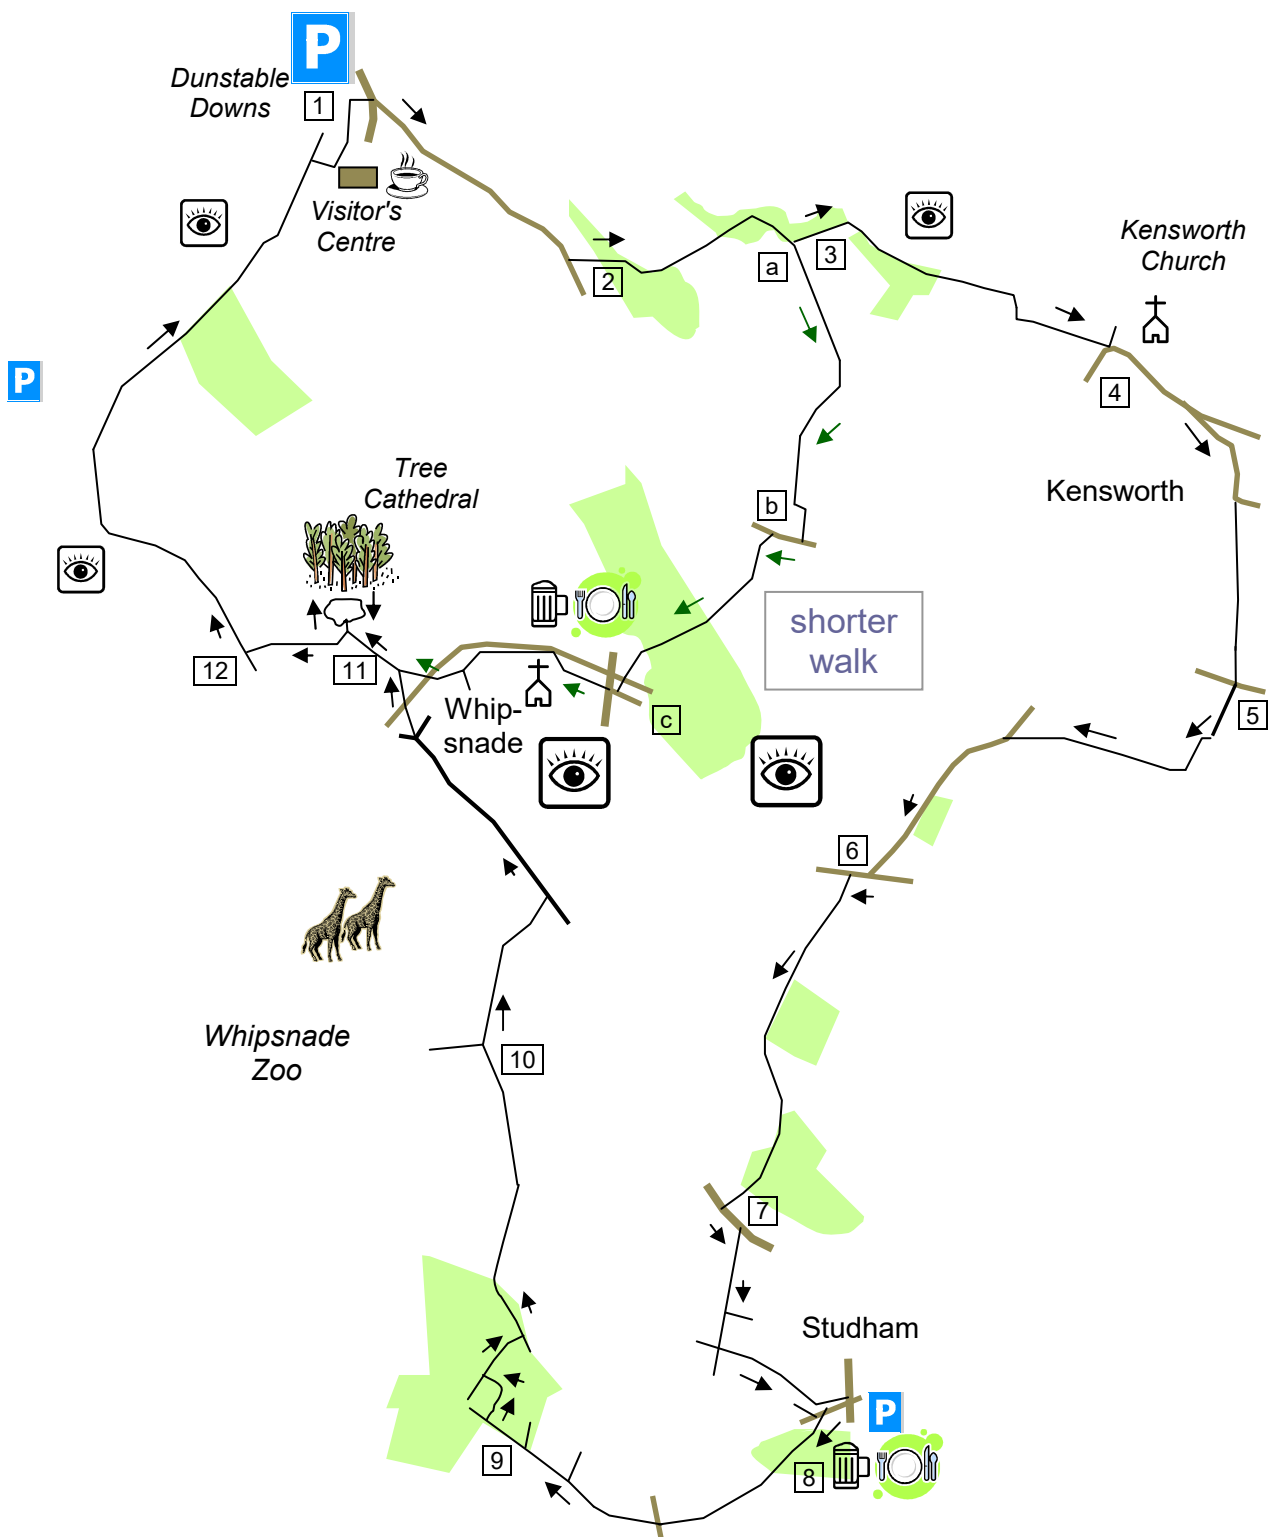 P
Dunstable
Downs
1
Visitor's
Centre
2
a
3
Kensworth
Church
P
4
Tree
Cathedral
Kensworth
b
shorter
walk
12
11
Whip-
snade
c
5
6
Whipsnade
Zoo
10
7
Studham
P
9
8